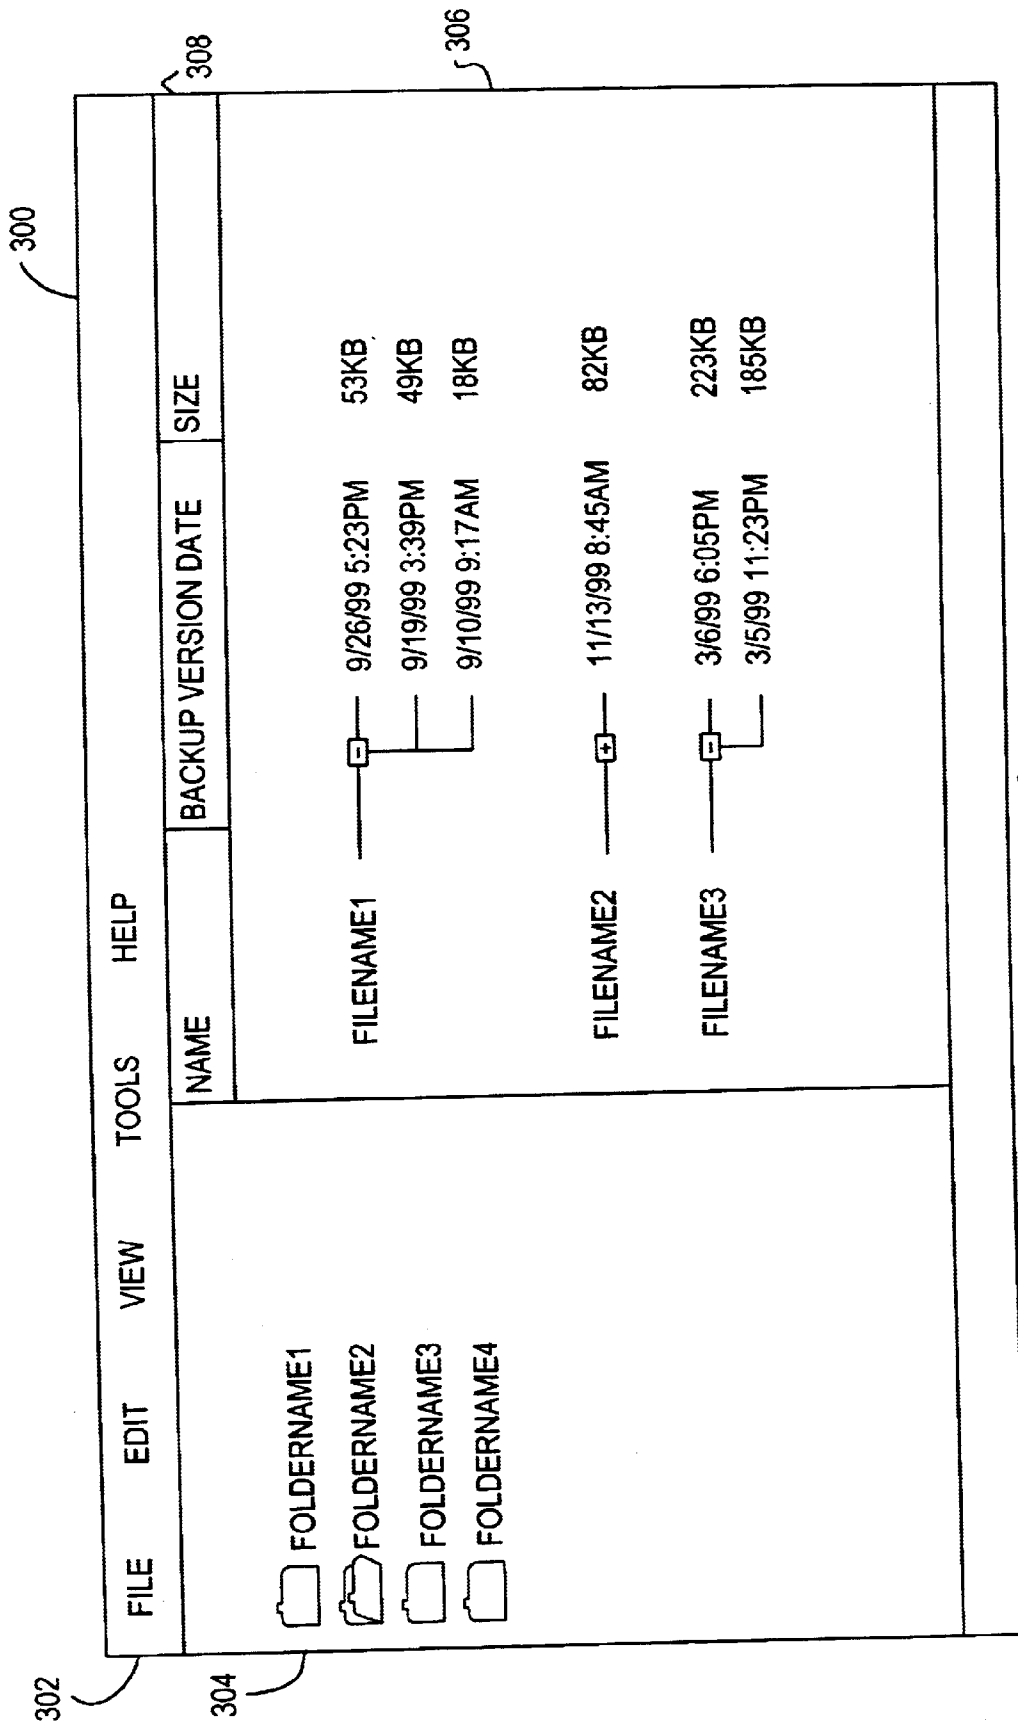 300
302
FILE EDIT VIEW TOOLS HELP
308
NAME BACKUP VERSION DATE SIZE
304
FOLDERNAME1
FOLDERNAME2
FOLDERNAME3
FOLDERNAME4
FILENAME1 - 9/26/99 5:23PM 53KB
9/19/99 3:39PM 49KB
9/10/99 9:17AM 18KB
FILENAME2 + 11/13/99 8:45AM 82KB
FILENAME3 - 3/6/99 6:05PM 223KB
3/5/99 11:23PM 185KB
306